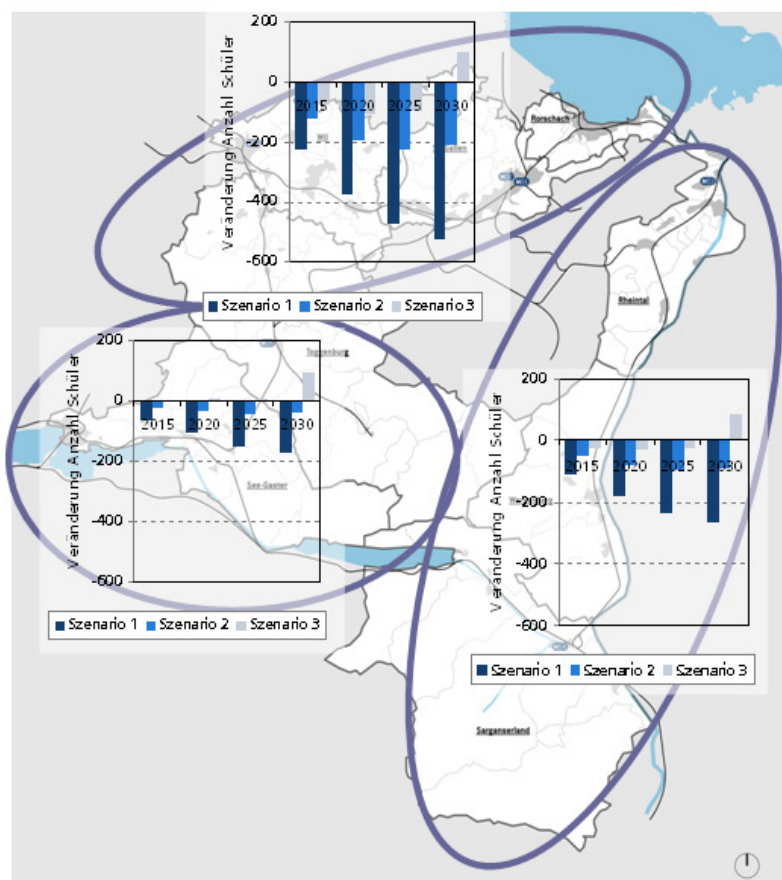 200
0
-200
-400
-600
Veränderung Anzahl Schüler
2015 2020 2025 2030
Szenario 1 Szenario 2 Szenario 3
Rorschach
Wil
Rheintal
Toggenburg
200
0
-200
-400
-600
Veränderung Anzahl Schüler
2015 2020 2025 2030
See-Gaster
Szenario 1 Szenario 2 Szenario 3
200
0
-200
-400
-600
Veränderung Anzahl Schüler
2015 2020 2025 2030
Szenario 1 Szenario 2 Szenario 3
Sarganserland